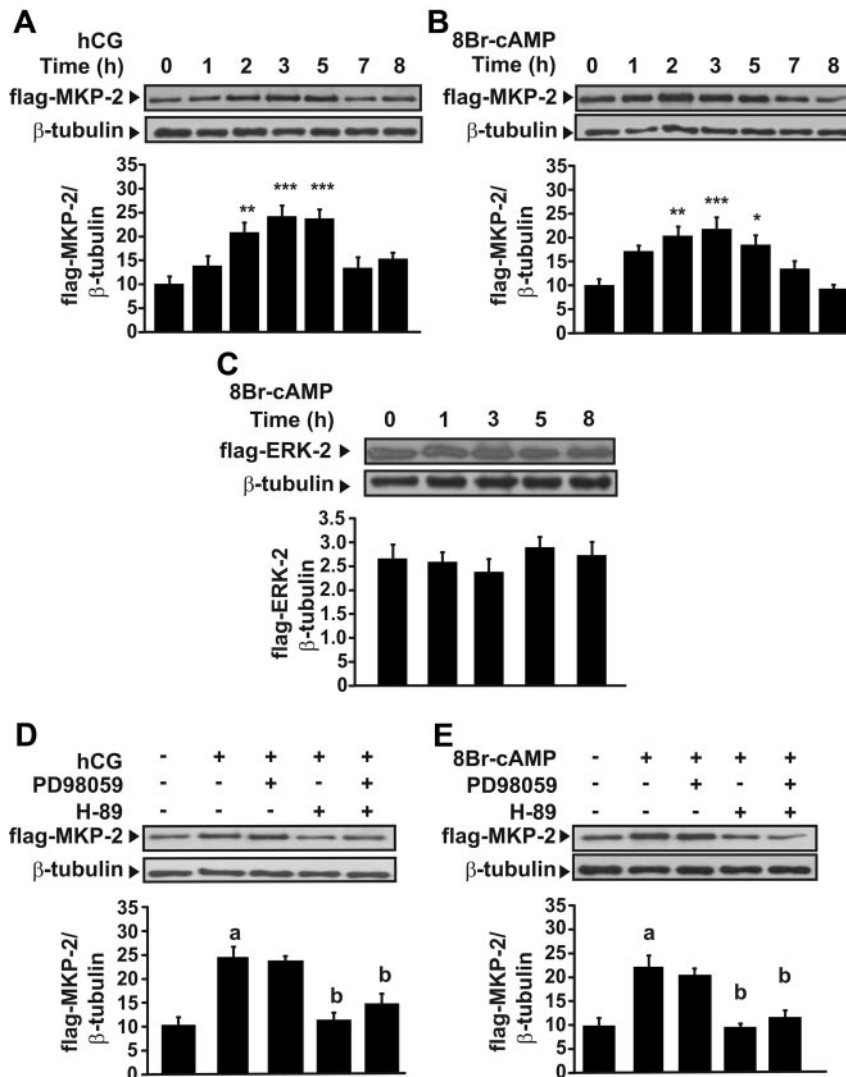 A
hCG
Time (h) 0 1 2 3 5 7 8
flag-MKP-2
β-tubulin
flag-MKP-2/
β-tubulin
35
30
25
20
15
10
5
0
** *** ***
B
8Br-cAMP
Time (h) 0 1 2 3 5 7 8
flag-MKP-2
β-tubulin
flag-MKP-2/
β-tubulin
35
30
25
20
15
10
5
0
** *** *
C
8Br-cAMP
Time (h) 0 1 3 5 8
flag-ERK-2
β-tubulin
flag-ERK-2
β-tubulin
3.5
3.0
2.5
2.0
1.5
1.0
5
0
D
hCG - + + + +
PD98059 - - + - +
H-89 - - - + +
flag-MKP-2
β-tubulin
flag-MKP-2/
β-tubulin
35
30
25
20
15
10
5
0
a b b
E
8Br-cAMP - + + + +
PD98059 - - + - +
H-89 - - - + +
flag-MKP-2
β-tubulin
flag-MKP-2/
β-tubulin
35
30
25
20
15
10
5
0
a b b